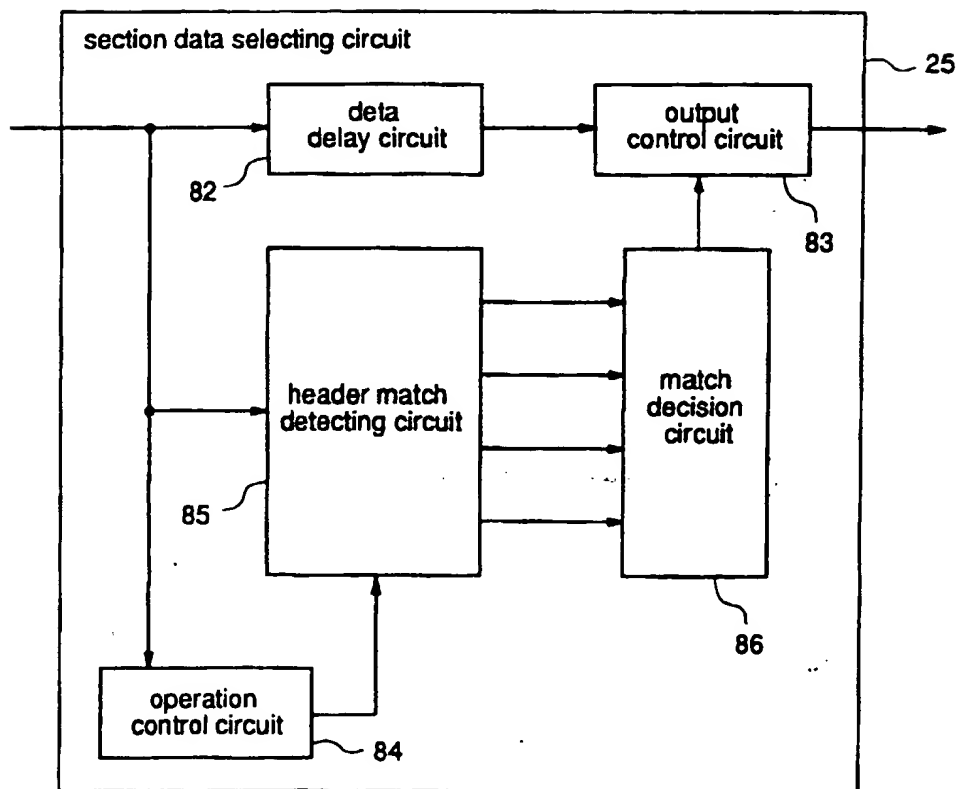 section data selecting circuit
25
deta
delay circuit
82
output
control circuit
83
header match
detecting circuit
85
match
decision
circuit
86
operation
control circuit
84